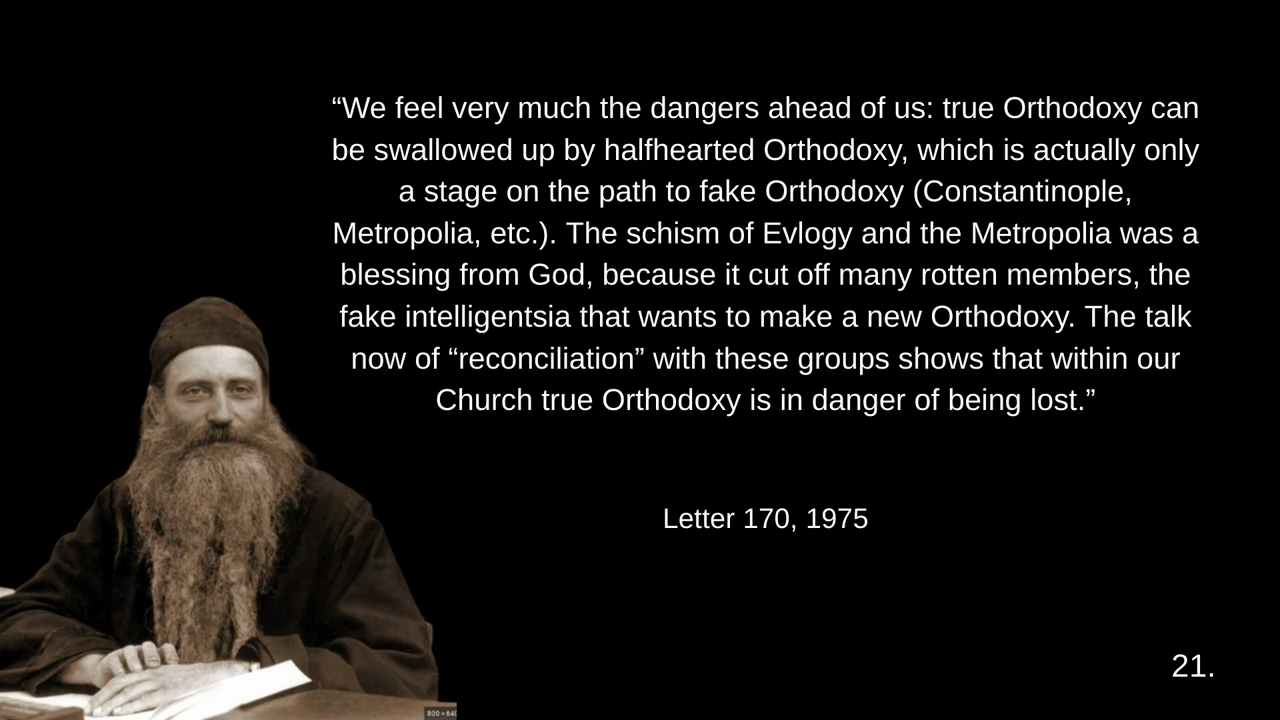 “We feel very much the dangers ahead of us: true Orthodoxy can
be swallowed up by halfhearted Orthodoxy, which is actually only
a stage on the path to fake Orthodoxy (Constantinople,
Metropolia, etc.). The schism of Evlogy and the Metropolia was a
blessing from God, because it cut off many rotten members, the
fake intelligentsia that wants to make a new Orthodoxy. The talk
now of “reconciliation” with these groups shows that within our
Church true Orthodoxy is in danger of being lost.”
Letter 170, 1975
21.
800 × 640